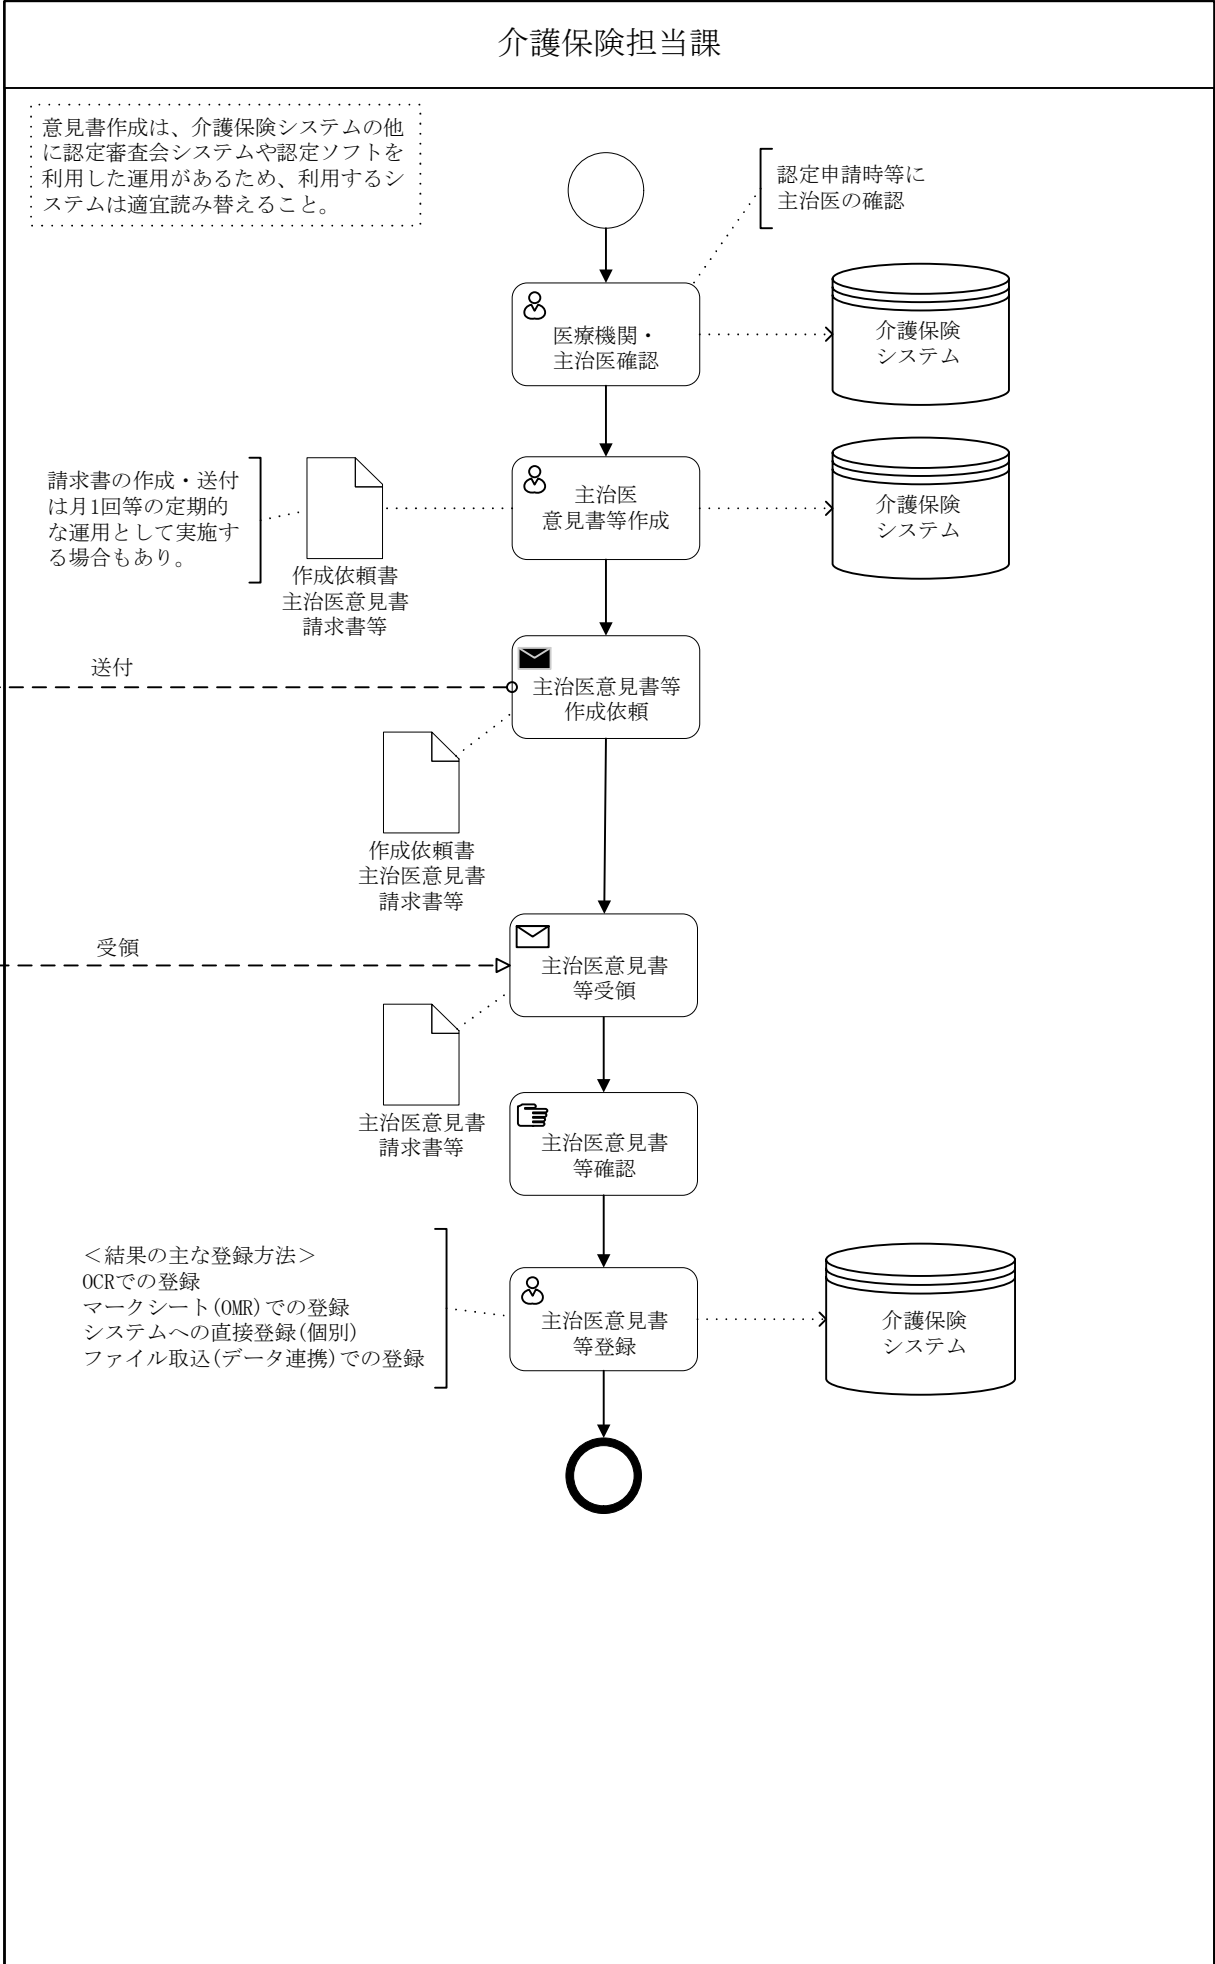 介護保険担当課
意見書作成は、介護保険システムの他
に認定審査会システムや認定ソフトを
利用した運用があるため、利用するシ
ステムは適宜読み替えること。
認定申請時等に
主治医の確認
医療機関・
主治医確認
介護保険
システム
請求書の作成・送付
は月1回等の定期的
な運用として実施す
る場合もあり。
作成依頼書
主治医意見書
請求書等
主治医
意見書等作成
介護保険
システム
送付
主治医意見書等
作成依頼
作成依頼書
主治医意見書
請求書等
受領
主治医意見書
等受領
主治医意見書
請求書等
主治医意見書
等確認
＜結果の主な登録方法＞
OCRでの登録
マークシート(OMR)での登録
システムへの直接登録(個別)
ファイル取込(データ連携)での登録
主治医意見書
等登録
介護保険
システム